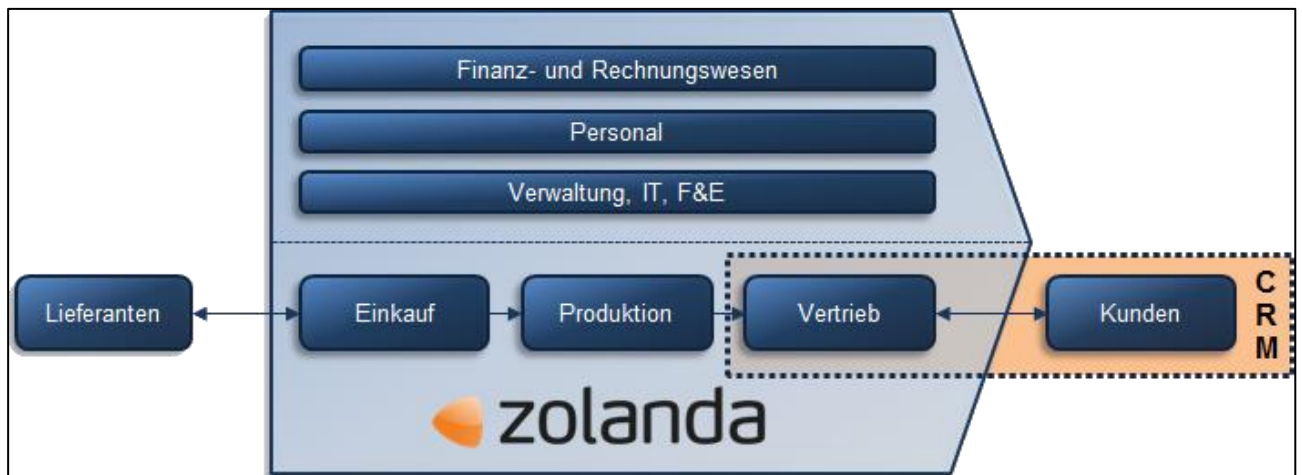 Finanz- und Rechnungswesen
Personal
Verwaltung, IT, F&E
Lieferanten
Einkauf
Produktion
Vertrieb
Kunden
C
R
M
zolanda